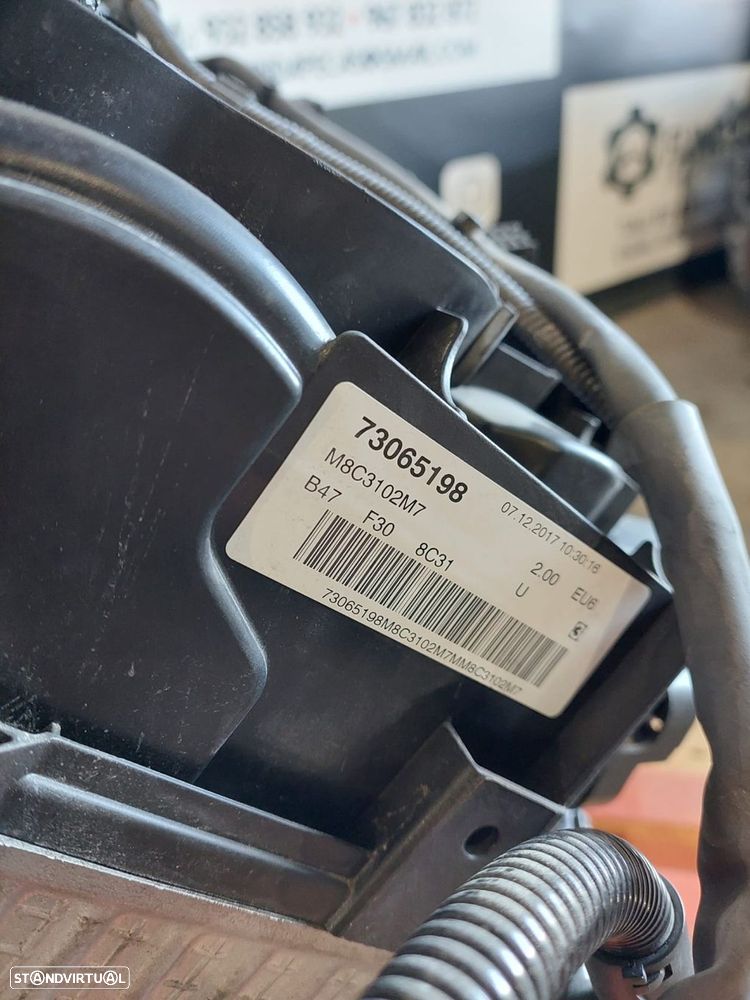 73065198
M8C3102M7
07.12.2017 10:30:16
B47 F30 8C31 2.00 EU6
U
73065198M8C3102M7MM8C3102M7
STANDVIRTUAL